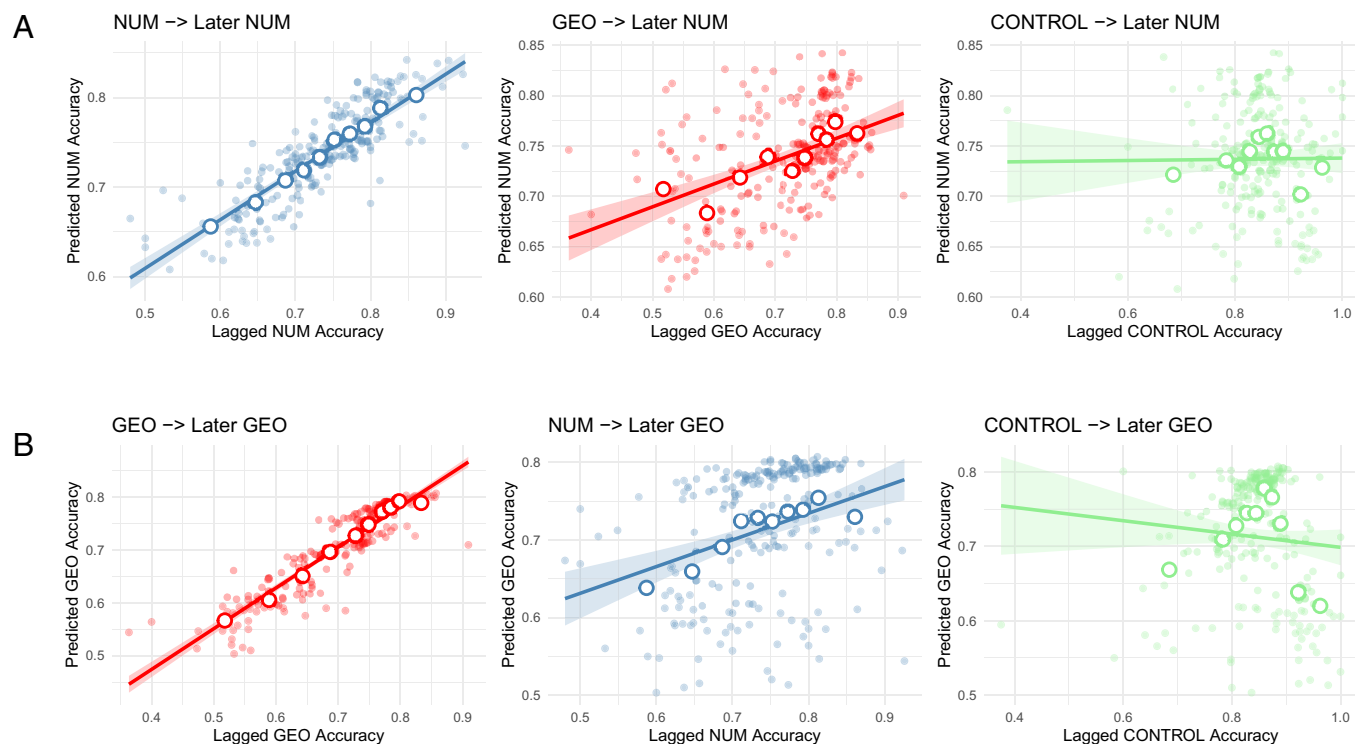 A
NUM −> Later NUM
GEO −> Later NUM
CONTROL −> Later NUM
Predicted NUM Accuracy
0.8
0.7
0.6
0.5 0.6 0.7 0.8 0.9
Lagged NUM Accuracy
Predicted NUM Accuracy
0.85
0.80
0.75
0.70
0.65
0.60
0.4 0.5 0.6 0.7 0.8 0.9
Lagged GEO Accuracy
Predicted NUM Accuracy
0.85
0.80
0.75
0.70
0.65
0.60
0.4 0.6 0.8 1.0
Lagged CONTROL Accuracy
B
GEO −> Later GEO
NUM −> Later GEO
CONTROL −> Later GEO
Predicted GEO Accuracy
0.8
0.7
0.6
0.5
0.4 0.5 0.6 0.7 0.8 0.9
Lagged GEO Accuracy
Predicted GEO Accuracy
0.8
0.7
0.6
0.5
0.5 0.6 0.7 0.8 0.9
Lagged NUM Accuracy
Predicted GEO Accuracy
0.8
0.7
0.6
0.5
0.4 0.6 0.8 1.0
Lagged CONTROL Accuracy